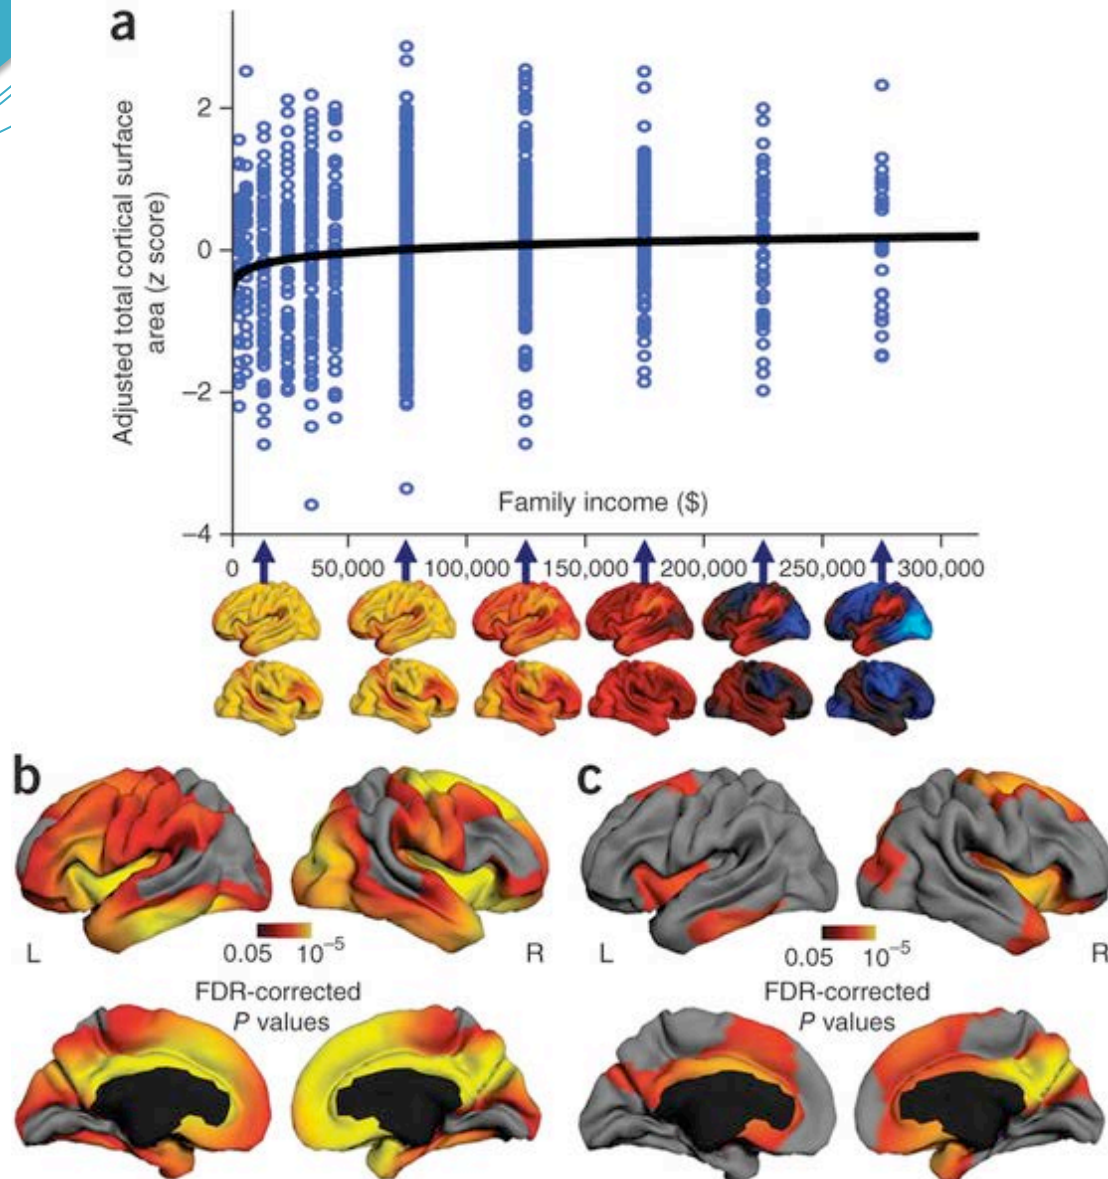 a
Adjusted total cortical surface
area (z score)
2
0
−2
−4
Family income ($)
0 50,000 100,000 150,000 200,000 250,000 300,000
b
c
L
0.05 10⁻⁵
R
L
0.05 10⁻⁵
R
FDR-corrected
P values
FDR-corrected
P values